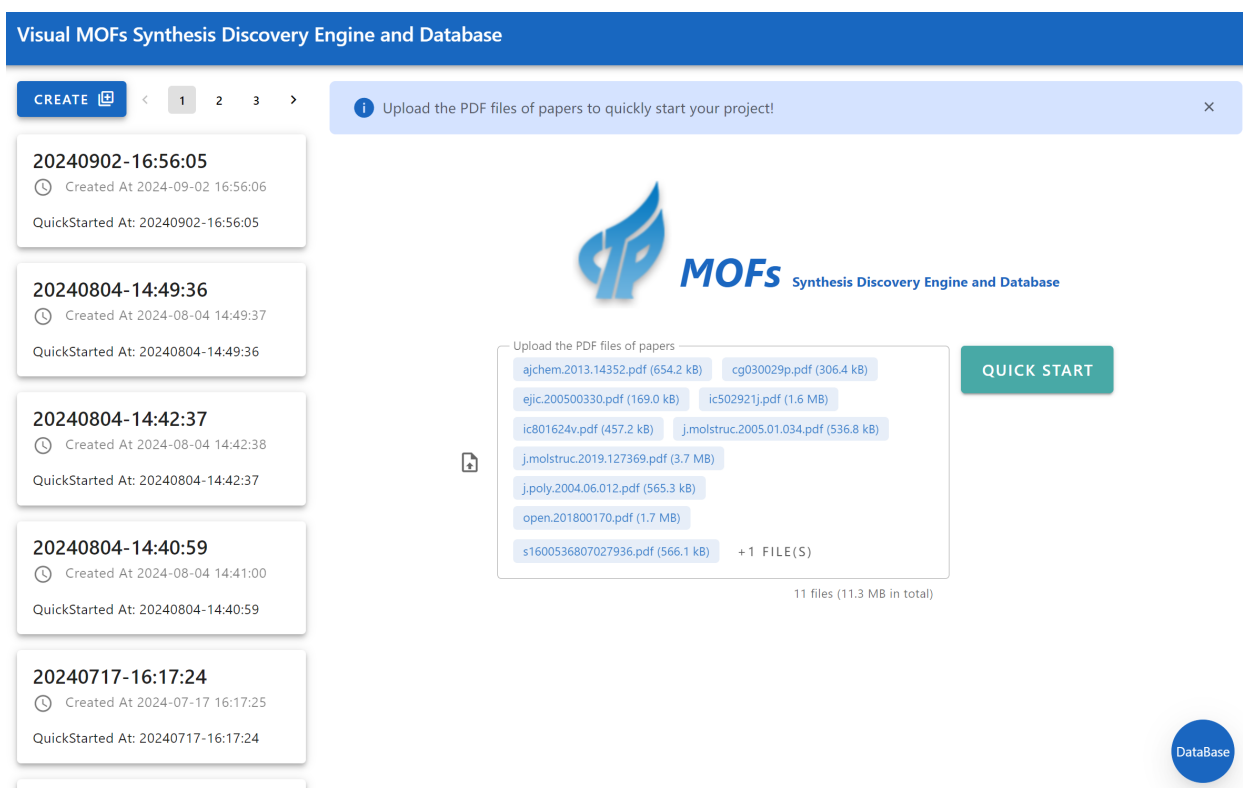 Visual MOFs Synthesis Discovery Engine and Database
CREATE
1 2 3
Upload the PDF files of papers to quickly start your project!
20240902-16:56:05
Created At 2024-09-02 16:56:06
QuickStarted At: 20240902-16:56:05
20240804-14:49:36
Created At 2024-08-04 14:49:37
QuickStarted At: 20240804-14:49:36
20240804-14:42:37
Created At 2024-08-04 14:42:38
QuickStarted At: 20240804-14:42:37
20240804-14:40:59
Created At 2024-08-04 14:41:00
QuickStarted At: 20240804-14:40:59
20240717-16:17:24
Created At 2024-07-17 16:17:25
QuickStarted At: 20240717-16:17:24
CTP
MOFs Synthesis Discovery Engine and Database
Upload the PDF files of papers
ajchem.2013.14352.pdf (654.2 kB) cg030029p.pdf (306.4 kB)
ejic.200500330.pdf (169.0 kB) ic502921j.pdf (1.6 MB)
ic801624v.pdf (457.2 kB) j.molstruc.2005.01.034.pdf (536.8 kB)
j.molstruc.2019.127369.pdf (3.7 MB)
j.poly.2004.06.012.pdf (565.3 kB)
open.201800170.pdf (1.7 MB)
s1600536807027936.pdf (566.1 kB) +1 FILE(S)
11 files (11.3 MB in total)
QUICK START
DataBase